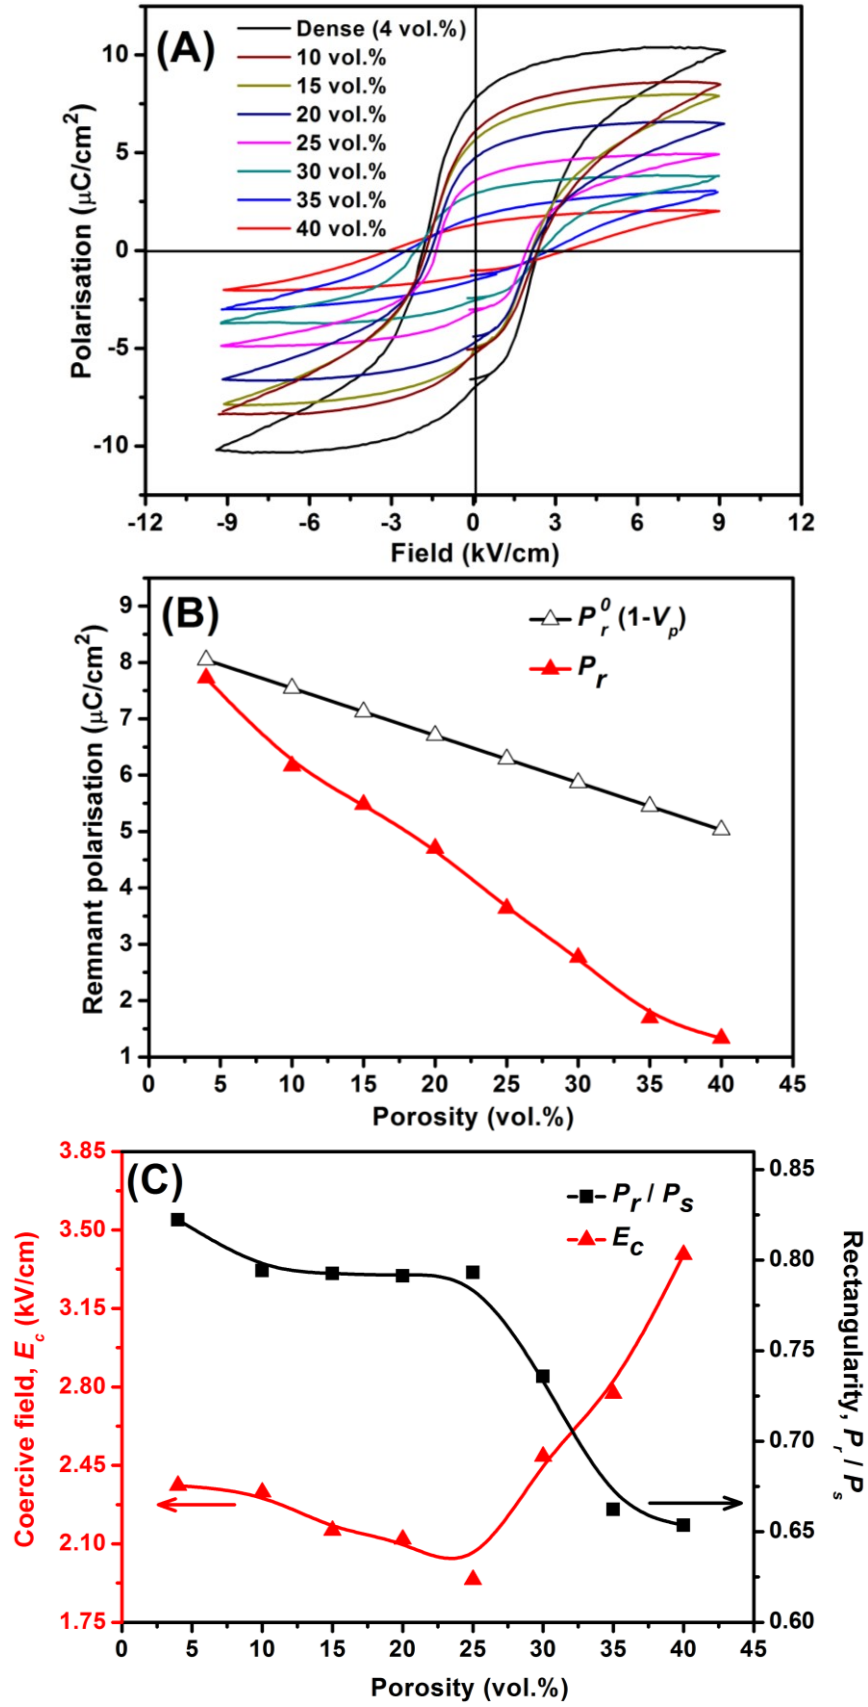 (A)
Dense (4 vol.%)
10 vol.%
15 vol.%
20 vol.%
25 vol.%
30 vol.%
35 vol.%
40 vol.%
10
5
0
-5
-10
Polarisation (μC/cm²)
-12 -9 -6 -3 0 3 6 9 12
Field (kV/cm)
(B)
P_r^0 (1-V_p)
P_r
9
8
7
6
5
4
3
2
1
Remnant polarisation (μC/cm²)
0 5 10 15 20 25 30 35 40 45
Porosity (vol.%)
(C)
P_r / P_s
E_c
3.85
3.50
3.15
2.80
2.45
2.10
1.75
Coercive field, E_c (kV/cm)
0.85
0.80
0.75
0.70
0.65
0.60
Rectangularity, P_r / P_s
0 5 10 15 20 25 30 35 40 45
Porosity (vol.%)